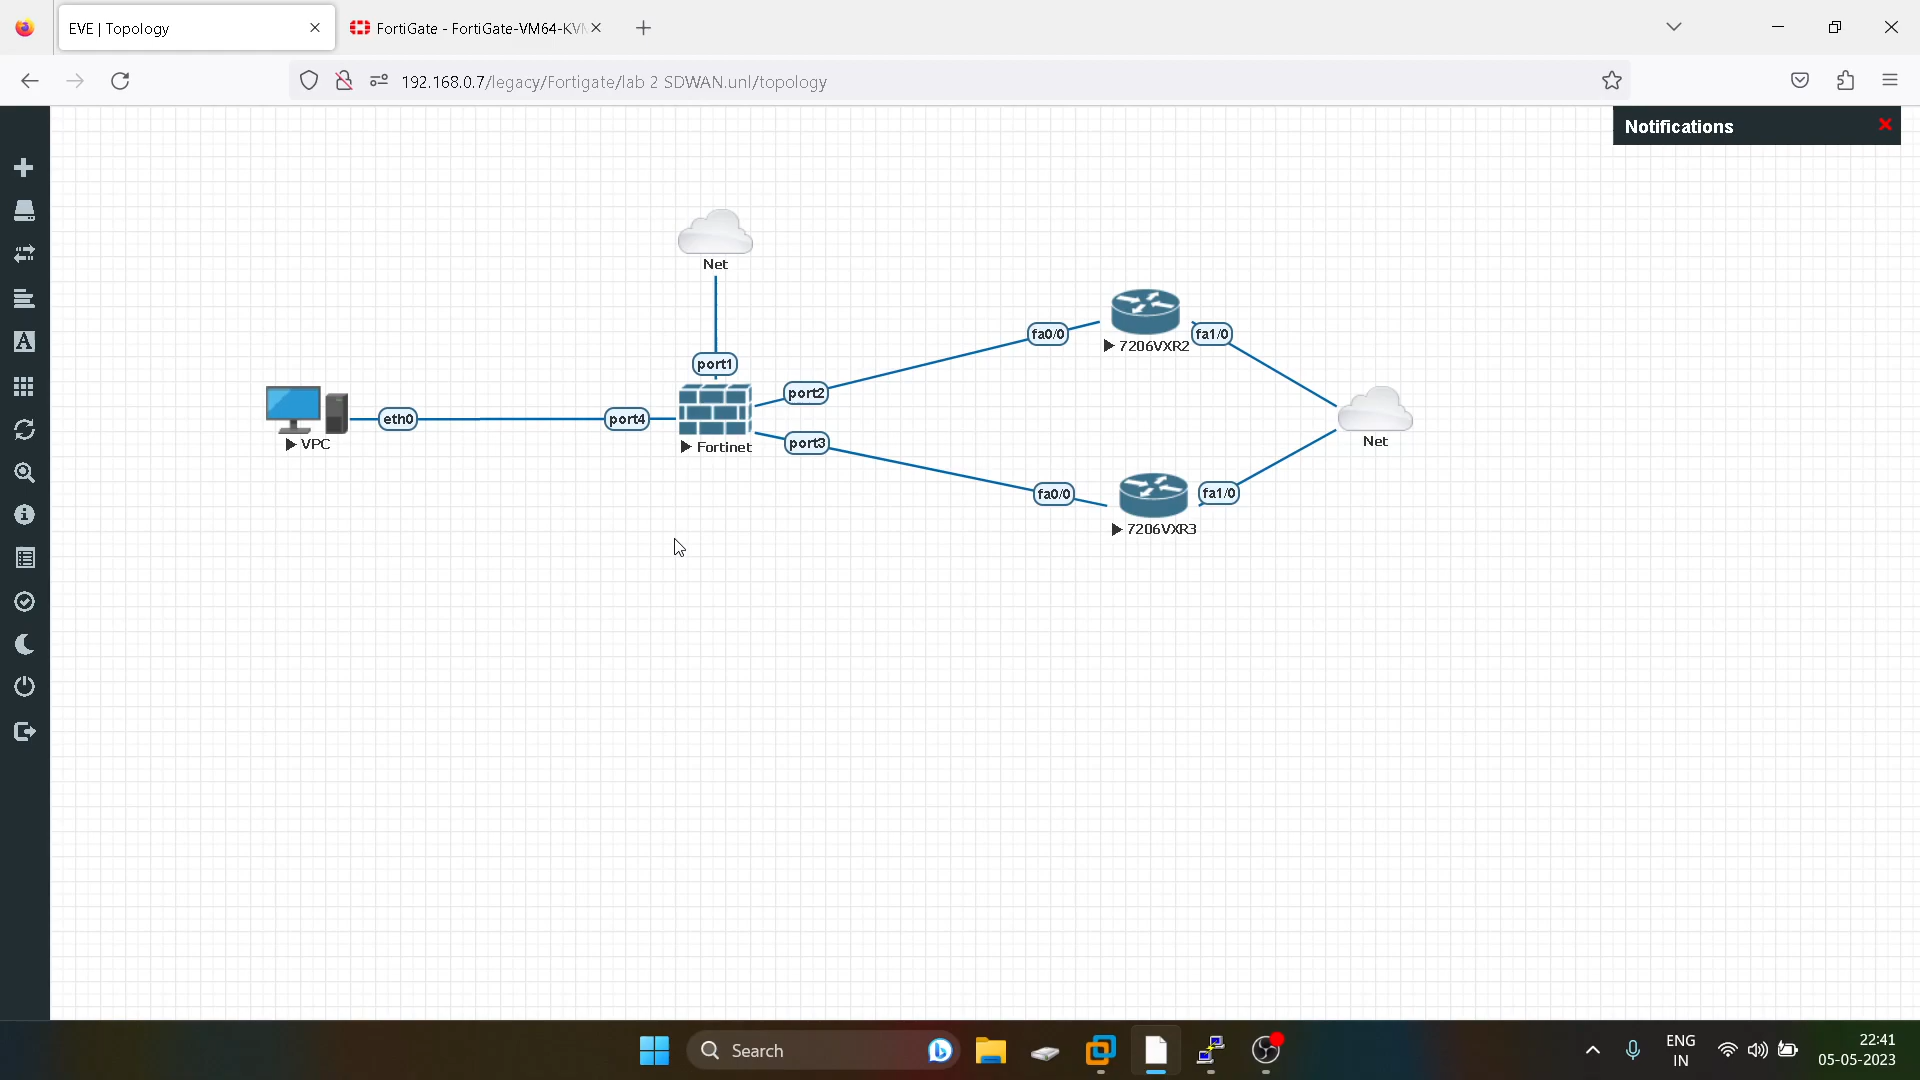 EVE | Topology
FortiGate - FortiGate-VM64-KV
192.168.0.7/legacy/Fortigate/lab 2 SDWAN.unl/topology
Notifications
Net
port1
fa0/0
fa1/0
7206VXR2
port2
eth0
port4
VPC
Fortinet
port3
Net
fa0/0
fa1/0
7206VXR3
Search
ENG
IN
22:41
05-05-2023